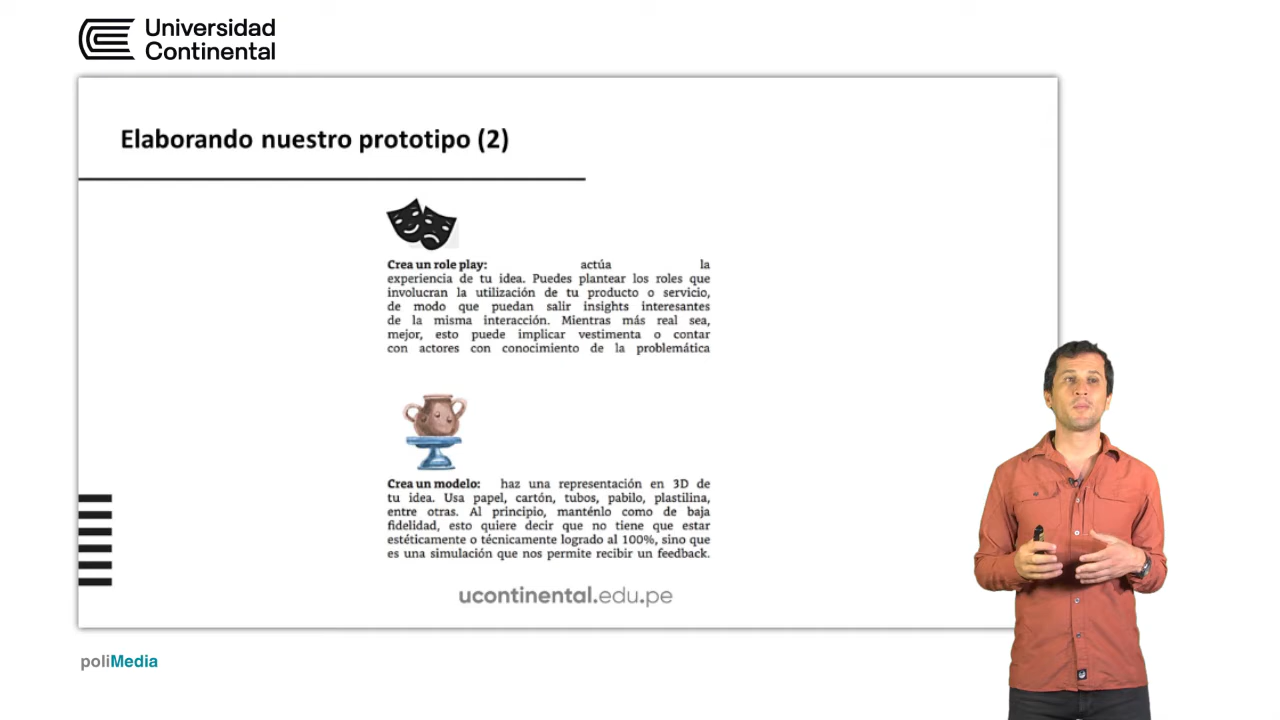 Universidad
Continental
Elaborando nuestro prototipo (2)
Crea un role play: actúa la
experiencia de tu idea. Puedes plantear los roles que
involucran la utilización de tu producto o servicio,
de modo que puedan salir insights interesantes
de la misma interacción. Mientras más real sea,
mejor, esto puede implicar vestimenta o contar
con actores con conocimiento de la problemática
Crea un modelo: haz una representación en 3D de
tu idea. Usa papel, cartón, tubos, pabilo, plastilina,
entre otras. Al principio, manténlo como de baja
fidelidad, esto quiere decir que no tiene que estar
estéticamente o técnicamente logrado al 100%, sino que
es una simulación que nos permite recibir un feedback.
ucontinental.edu.pe
poliMedia